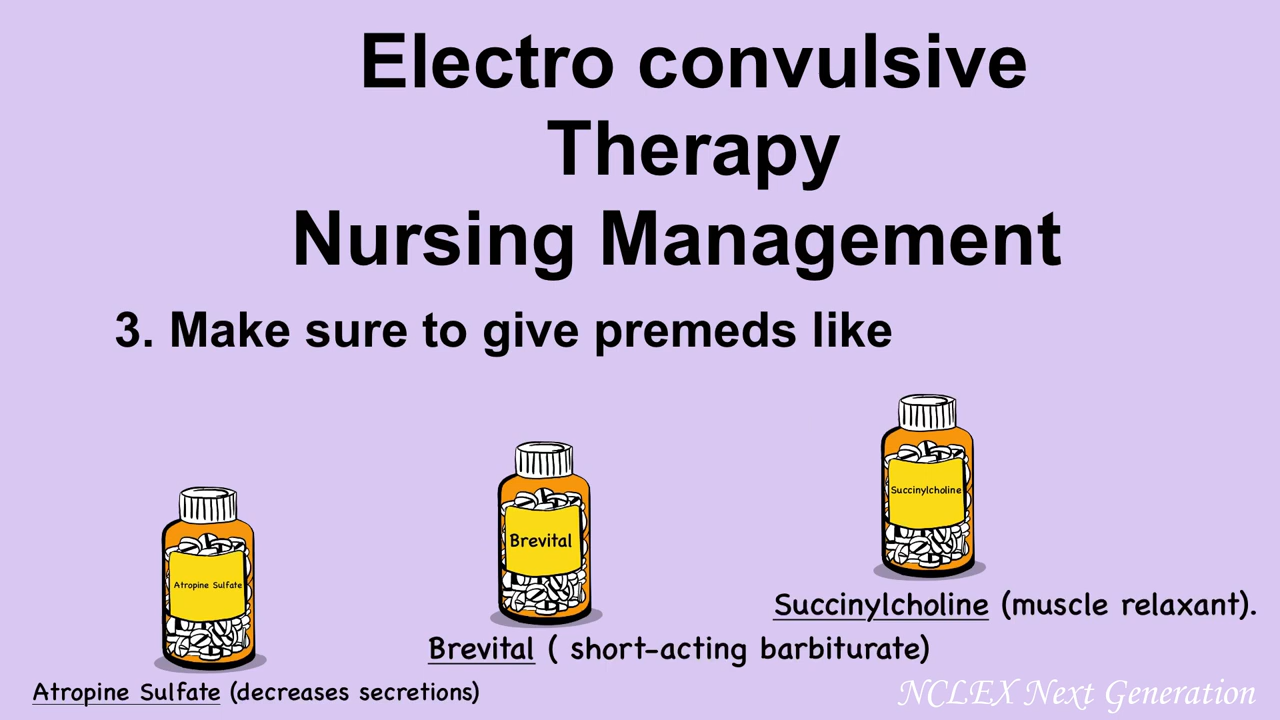 Electro convulsive
Therapy
Nursing Management
3. Make sure to give premeds like
Succinylcholine
Brevital
Atropine Sulfate
Succinylcholine (muscle relaxant).
Brevital ( short-acting barbiturate)
Atropine Sulfate (decreases secretions)
NCLEX Next Generation